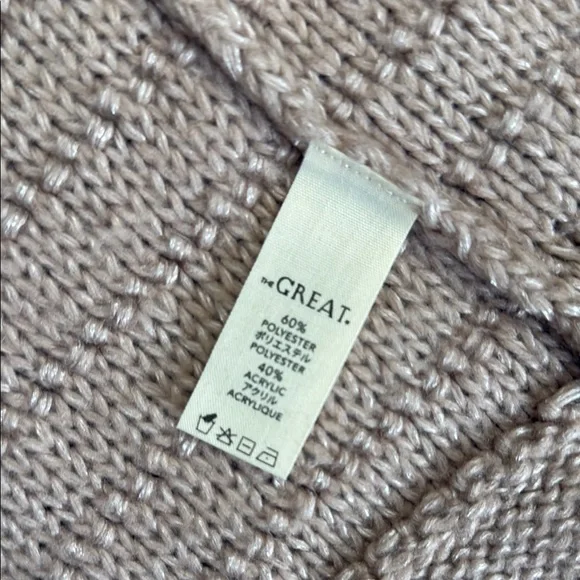 THE GREAT.
60%
POLYESTER
ポリエステル
POLYESTER
40%
ACRYLIC
アクリル
ACRYLIQUE